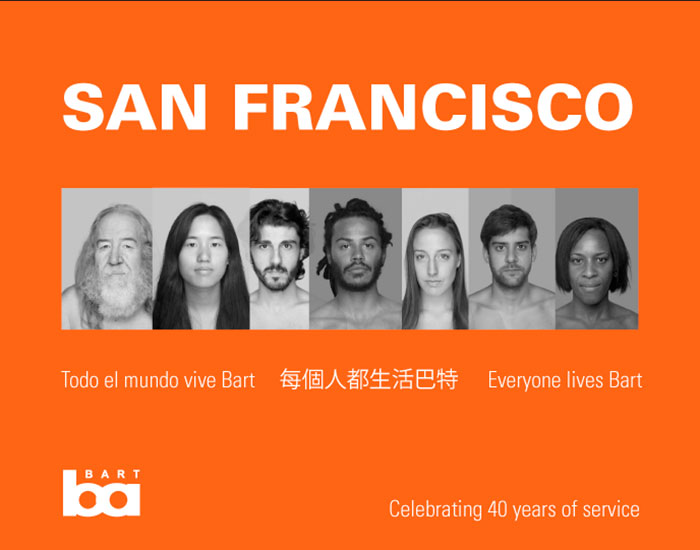 SAN FRANCISCO
Todo el mundo vive Bart 每個人都生活巴特 Everyone lives Bart
BART
ba
Celebrating 40 years of service